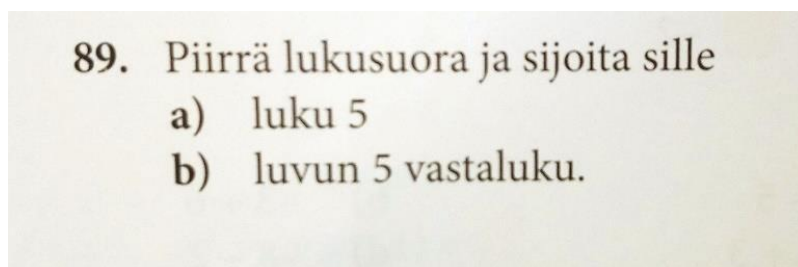 89. Piirrä lukusuora ja sijoita sille
a) luku 5
b) luvun 5 vastaluku.